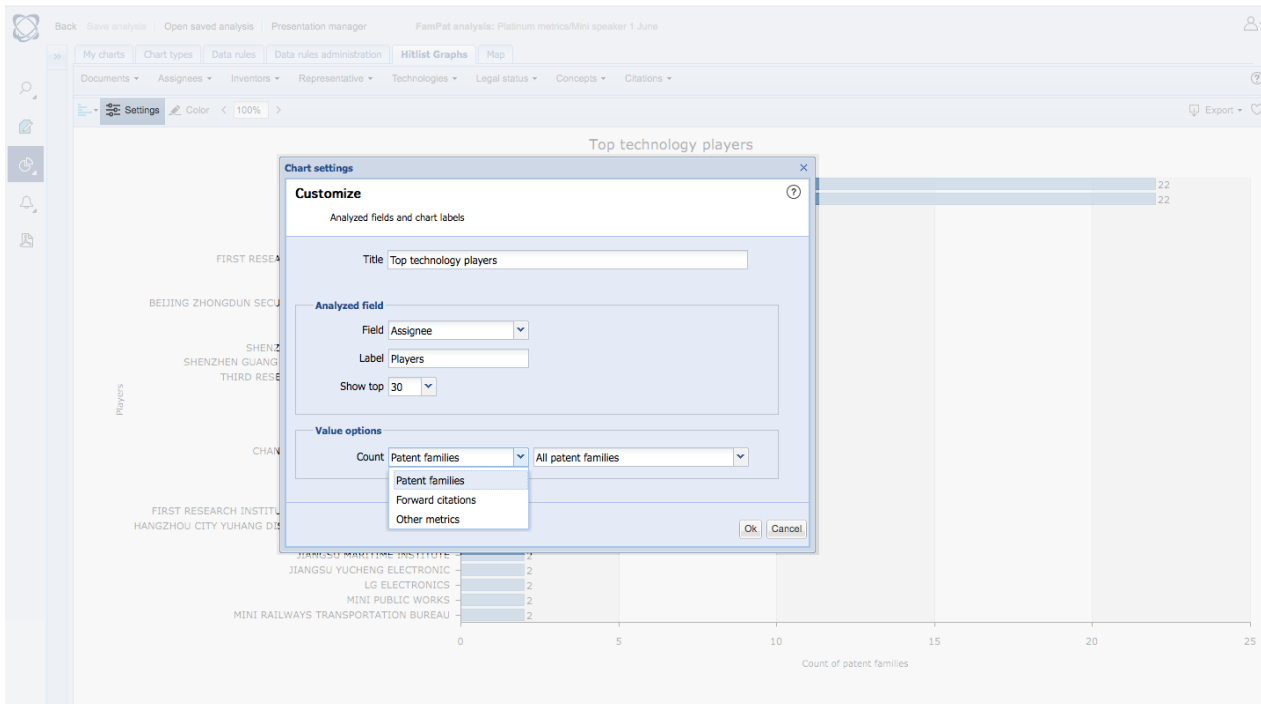 Back Save analysis Open saved analysis Presentation manager FamPat analysis: Platinum metrics/Mini speaker 1 June
My charts Chart types Data rules Data rules administration Hitlist Graphs Map
Documents Assignees Inventors Representative Technologies Legal status Concepts Citations
Settings Color < 100% > Export
Top technology players
Chart settings
Customize
Analyzed fields and chart labels
22
22
Title Top technology players
FIRST RESEA
Analyzed field
BEIJING ZHONGDUN SECU
Field Assignee
SHENZ
Label Players
SHENZHEN GUANG
THIRD RESE
Show top 30
Players
Value options
CHAN
Count Patent families All patent families
Patent families
Forward citations
Other metrics
FIRST RESEARCH INSTITU
HANGZHOU CITY YUHANG DIS
Ok Cancel
JIANGSU MARITIME INSTITUTE 2
JIANGSU YUCHENG ELECTRONIC 2
LG ELECTRONICS 2
MINI PUBLIC WORKS 2
MINI RAILWAYS TRANSPORTATION BUREAU 2
0 5 10 15 20 25
Count of patent families